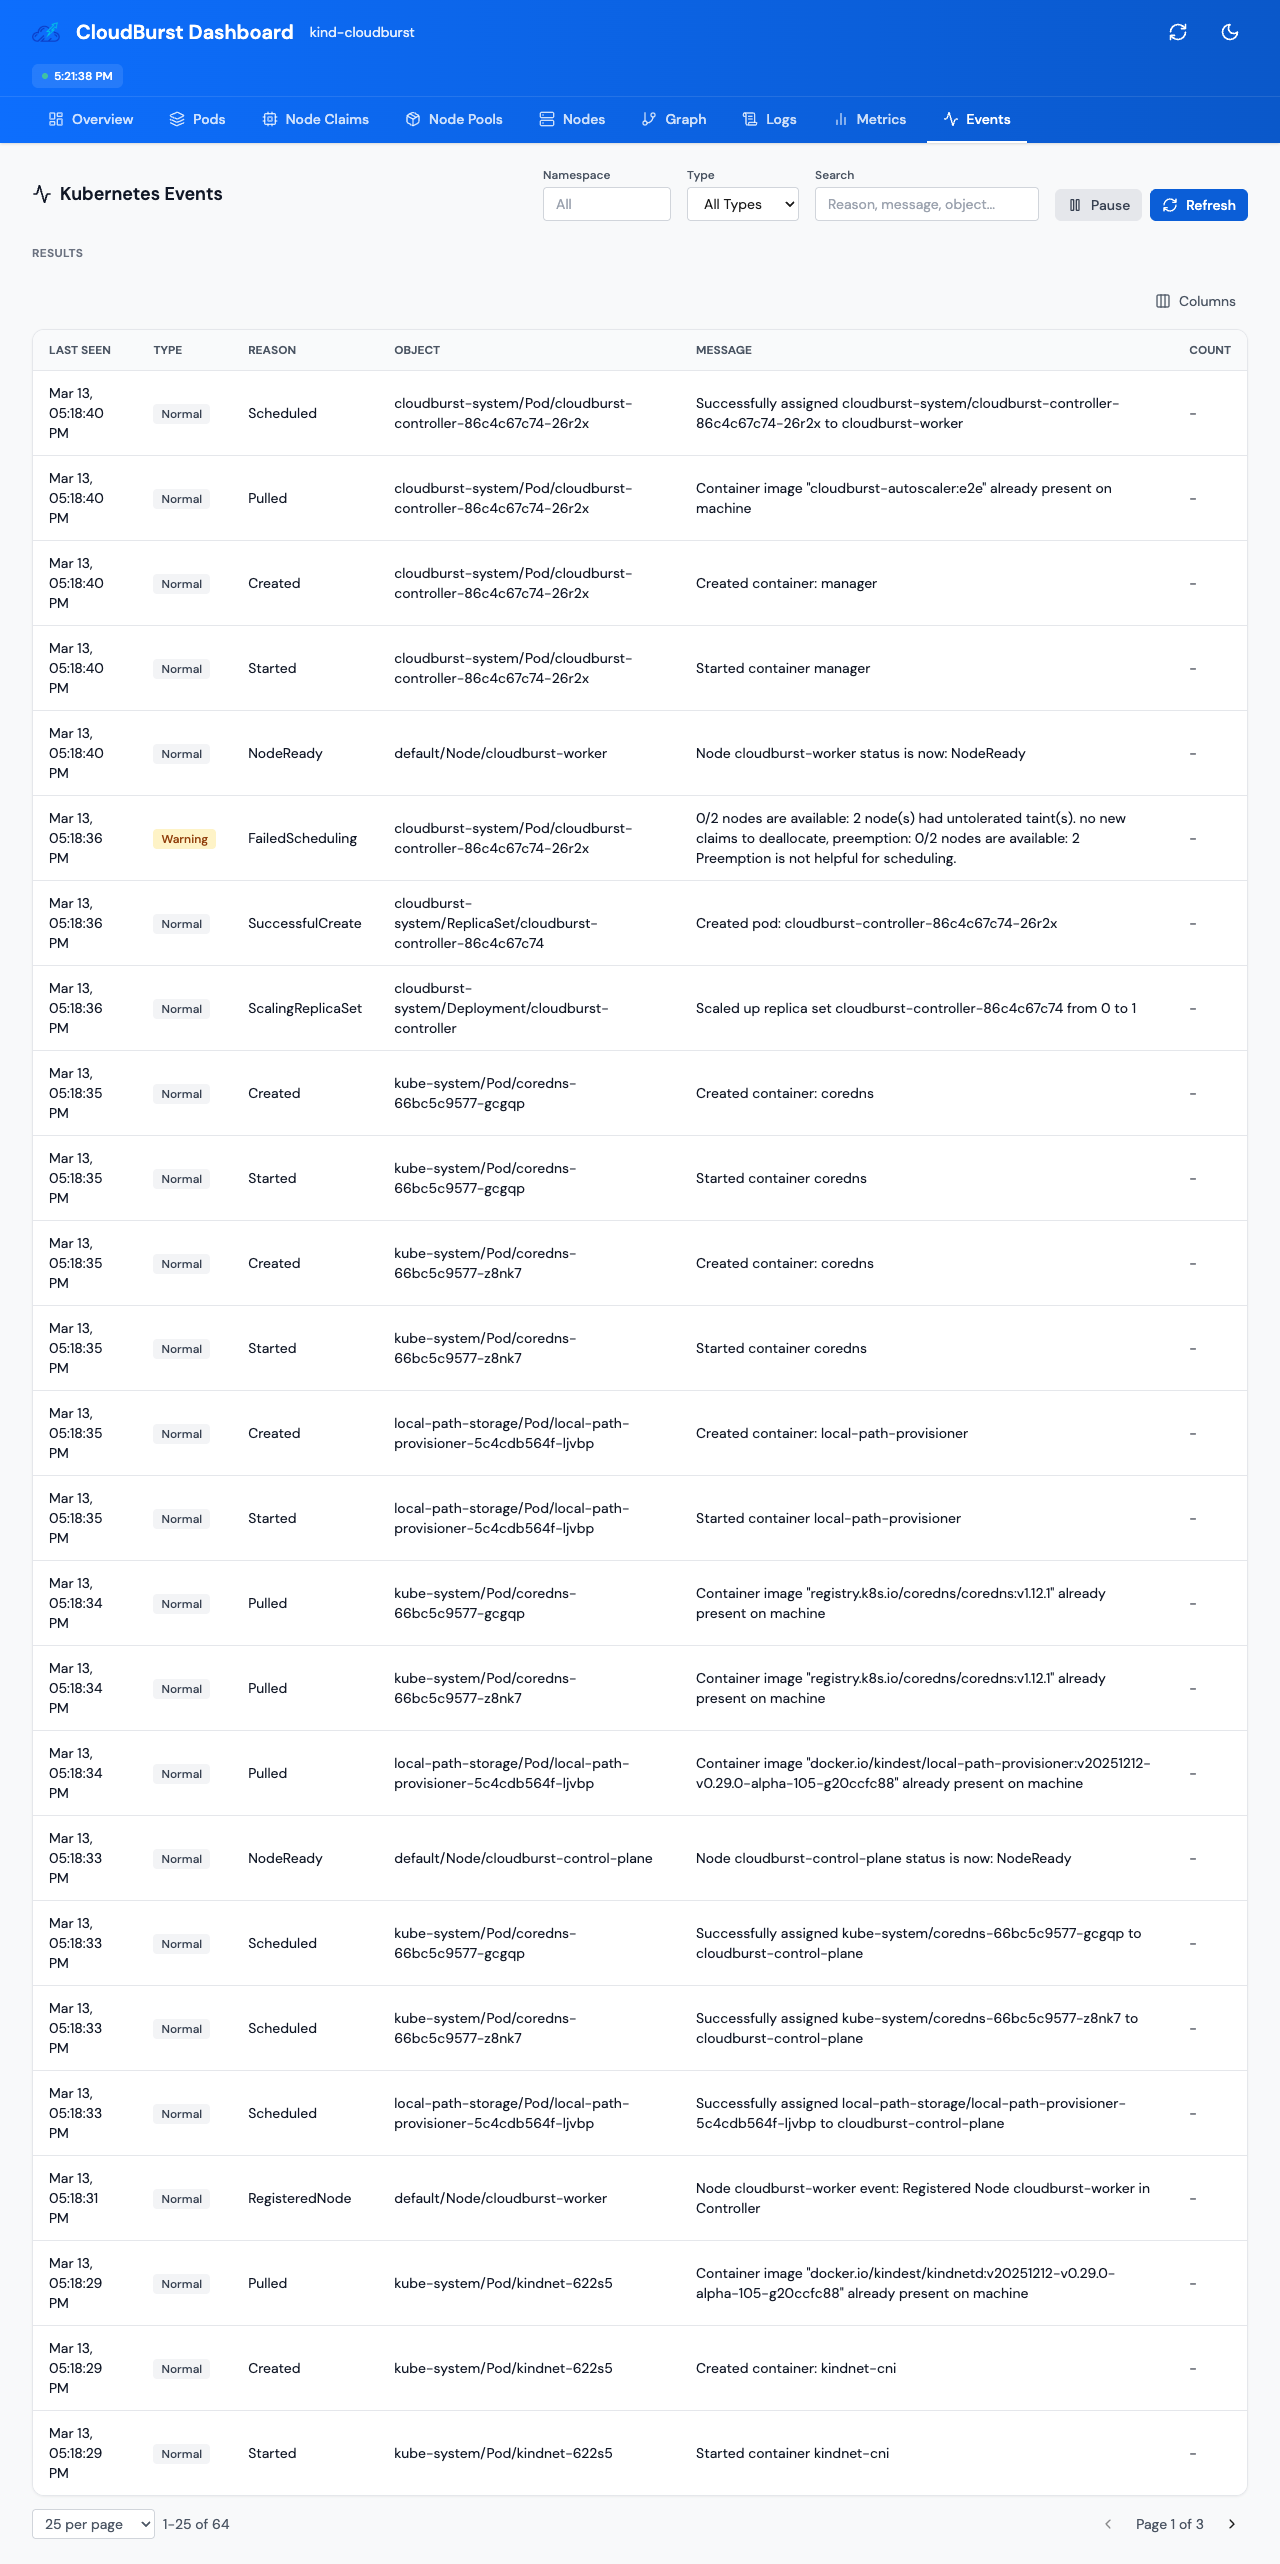 CloudBurst Dashboard kind-cloudburst
5:21:38 PM
Overview Pods Node Claims Node Pools Nodes Graph Logs Metrics Events
Kubernetes Events
Namespace Type Search
All All Types Reason, message, object... Pause Refresh
RESULTS
Columns
LAST SEEN TYPE REASON OBJECT MESSAGE COUNT
Mar 13,
05:18:40
PM
Normal Scheduled
cloudburst-system/Pod/cloudburst-
controller-86c4c67c74-26r2x
Successfully assigned cloudburst-system/cloudburst-controller-
86c4c67c74-26r2x to cloudburst-worker
-
Mar 13,
05:18:40
PM
Normal Pulled
cloudburst-system/Pod/cloudburst-
controller-86c4c67c74-26r2x
Container image "cloudburst-autoscaler:e2e" already present on
machine
-
Mar 13,
05:18:40
PM
Normal Created
cloudburst-system/Pod/cloudburst-
controller-86c4c67c74-26r2x
Created container: manager
-
Mar 13,
05:18:40
PM
Normal Started
cloudburst-system/Pod/cloudburst-
controller-86c4c67c74-26r2x
Started container manager
-
Mar 13,
05:18:40
PM
Normal NodeReady
default/Node/cloudburst-worker
Node cloudburst-worker status is now: NodeReady
-
Mar 13,
05:18:36
PM
Warning FailedScheduling
cloudburst-system/Pod/cloudburst-
controller-86c4c67c74-26r2x
0/2 nodes are available: 2 node(s) had untolerated taint(s). no new
claims to deallocate, preemption: 0/2 nodes are available: 2
Preemption is not helpful for scheduling.
-
Mar 13,
05:18:36
PM
Normal SuccessfulCreate
cloudburst-
system/ReplicaSet/cloudburst-
controller-86c4c67c74
Created pod: cloudburst-controller-86c4c67c74-26r2x
-
Mar 13,
05:18:36
PM
Normal ScalingReplicaSet
cloudburst-
system/Deployment/cloudburst-
controller
Scaled up replica set cloudburst-controller-86c4c67c74 from 0 to 1
-
Mar 13,
05:18:35
PM
Normal Created
kube-system/Pod/coredns-
66bc5c9577-gcgqp
Created container: coredns
-
Mar 13,
05:18:35
PM
Normal Started
kube-system/Pod/coredns-
66bc5c9577-gcgqp
Started container coredns
-
Mar 13,
05:18:35
PM
Normal Created
kube-system/Pod/coredns-
66bc5c9577-z8nk7
Created container: coredns
-
Mar 13,
05:18:35
PM
Normal Started
kube-system/Pod/coredns-
66bc5c9577-z8nk7
Started container coredns
-
Mar 13,
05:18:35
PM
Normal Created
local-path-storage/Pod/local-path-
provisioner-5c4cdb564f-ljvbp
Created container: local-path-provisioner
-
Mar 13,
05:18:35
PM
Normal Started
local-path-storage/Pod/local-path-
provisioner-5c4cdb564f-ljvbp
Started container local-path-provisioner
-
Mar 13,
05:18:34
PM
Normal Pulled
kube-system/Pod/coredns-
66bc5c9577-gcgqp
Container image "registry.k8s.io/coredns/coredns:v1.12.1" already
present on machine
-
Mar 13,
05:18:34
PM
Normal Pulled
kube-system/Pod/coredns-
66bc5c9577-z8nk7
Container image "registry.k8s.io/coredns/coredns:v1.12.1" already
present on machine
-
Mar 13,
05:18:34
PM
Normal Pulled
local-path-storage/Pod/local-path-
provisioner-5c4cdb564f-ljvbp
Container image "docker.io/kindest/local-path-provisioner:v20251212-
v0.29.0-alpha-105-g20ccfc88" already present on machine
-
Mar 13,
05:18:33
PM
Normal NodeReady
default/Node/cloudburst-control-plane
Node cloudburst-control-plane status is now: NodeReady
-
Mar 13,
05:18:33
PM
Normal Scheduled
kube-system/Pod/coredns-
66bc5c9577-gcgqp
Successfully assigned kube-system/coredns-66bc5c9577-gcgqp to
cloudburst-control-plane
-
Mar 13,
05:18:33
PM
Normal Scheduled
kube-system/Pod/coredns-
66bc5c9577-z8nk7
Successfully assigned kube-system/coredns-66bc5c9577-z8nk7 to
cloudburst-control-plane
-
Mar 13,
05:18:33
PM
Normal Scheduled
local-path-storage/Pod/local-path-
provisioner-5c4cdb564f-ljvbp
Successfully assigned local-path-storage/local-path-provisioner-
5c4cdb564f-ljvbp to cloudburst-control-plane
-
Mar 13,
05:18:31
PM
Normal RegisteredNode
default/Node/cloudburst-worker
Node cloudburst-worker event: Registered Node cloudburst-worker in
Controller
-
Mar 13,
05:18:29
PM
Normal Pulled
kube-system/Pod/kindnet-622s5
Container image "docker.io/kindest/kindnetd:v20251212-v0.29.0-
alpha-105-g20ccfc88" already present on machine
-
Mar 13,
05:18:29
PM
Normal Created
kube-system/Pod/kindnet-622s5
Created container: kindnet-cni
-
Mar 13,
05:18:29
PM
Normal Started
kube-system/Pod/kindnet-622s5
Started container kindnet-cni
-
25 per page 1-25 of 64 Page 1 of 3